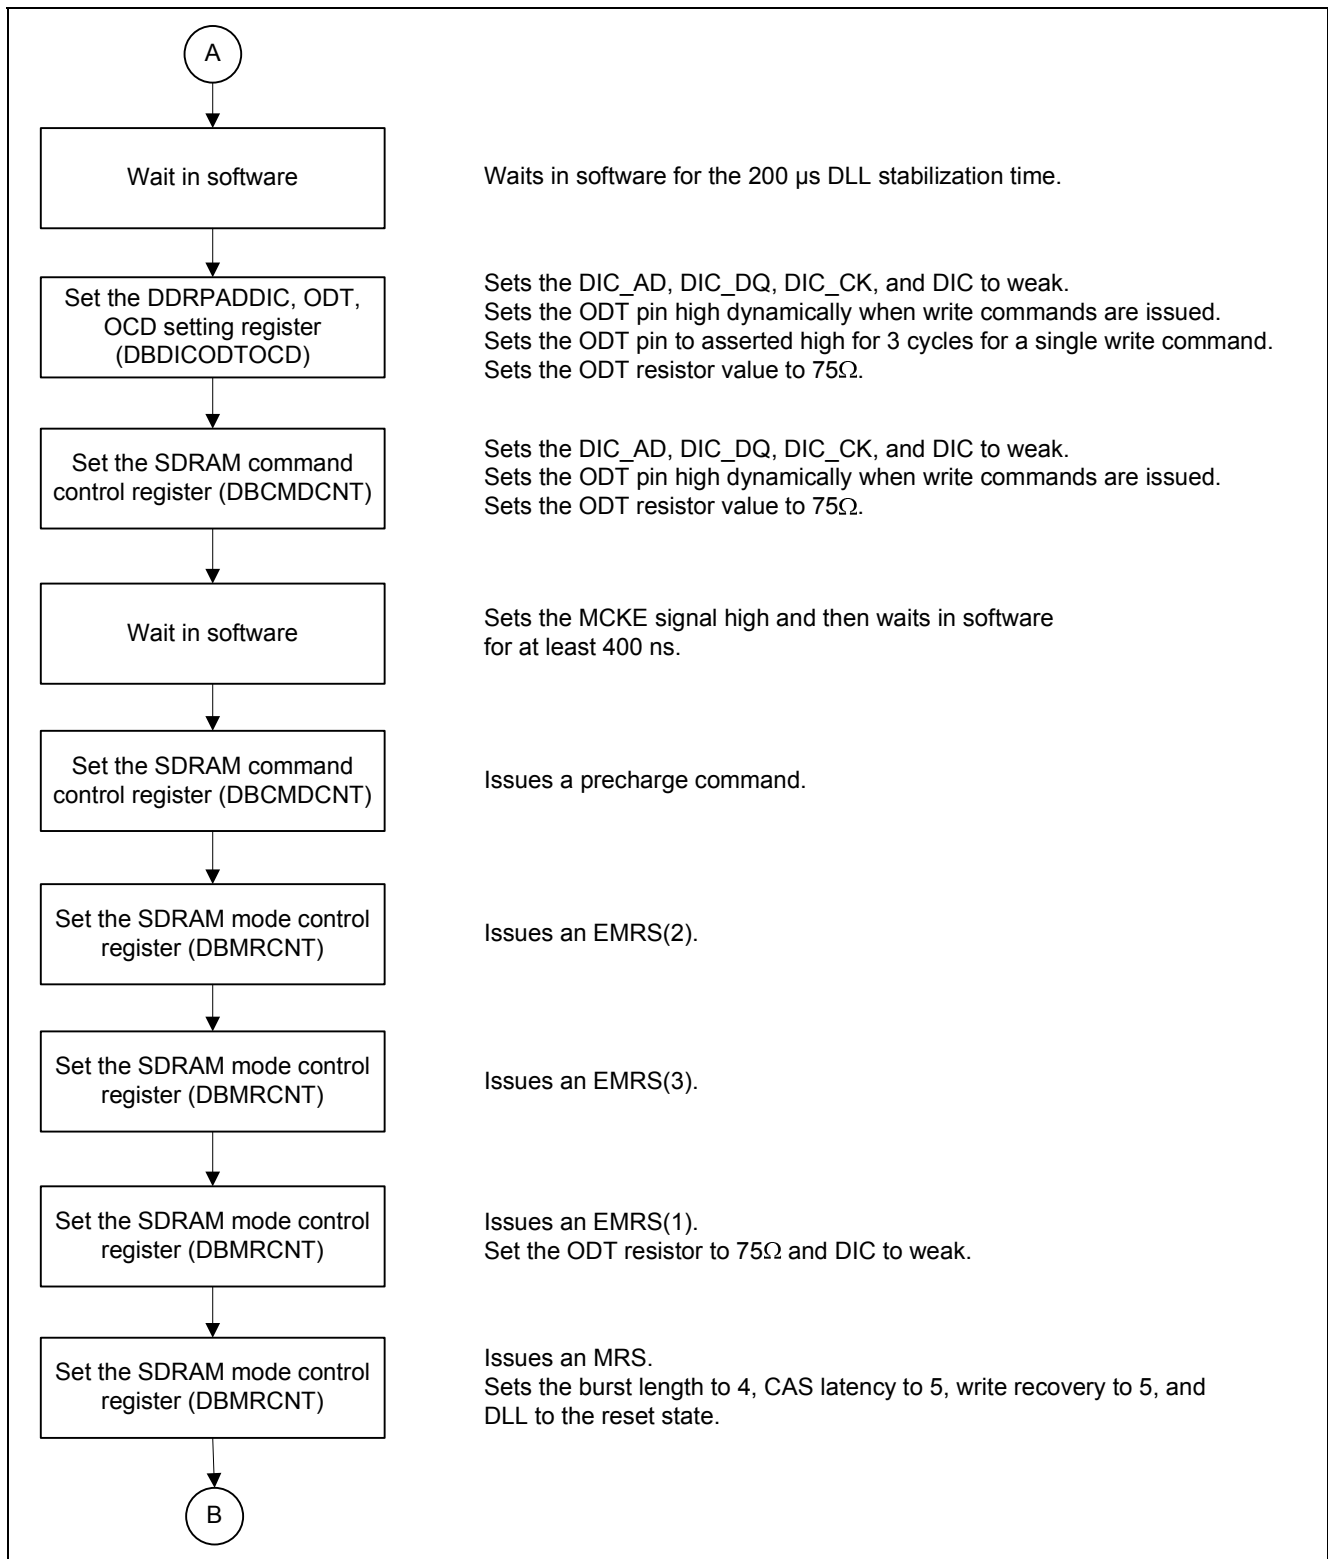 A
Wait in software
Waits in software for the 200 µs DLL stabilization time.
Set the DDRPADDIC, ODT,
OCD setting register
(DBDICODTOCD)
Sets the DIC_AD, DIC_DQ, DIC_CK, and DIC to weak.
Sets the ODT pin high dynamically when write commands are issued.
Sets the ODT pin to asserted high for 3 cycles for a single write command.
Sets the ODT resistor value to 75Ω.
Set the SDRAM command
control register (DBCMDCNT)
Sets the DIC_AD, DIC_DQ, DIC_CK, and DIC to weak.
Sets the ODT pin high dynamically when write commands are issued.
Sets the ODT resistor value to 75Ω.
Wait in software
Sets the MCKE signal high and then waits in software
for at least 400 ns.
Set the SDRAM command
control register (DBCMDCNT)
Issues a precharge command.
Set the SDRAM mode control
register (DBMRCNT)
Issues an EMRS(2).
Set the SDRAM mode control
register (DBMRCNT)
Issues an EMRS(3).
Set the SDRAM mode control
register (DBMRCNT)
Issues an EMRS(1).
Set the ODT resistor to 75Ω and DIC to weak.
Set the SDRAM mode control
register (DBMRCNT)
Issues an MRS.
Sets the burst length to 4, CAS latency to 5, write recovery to 5, and
DLL to the reset state.
B